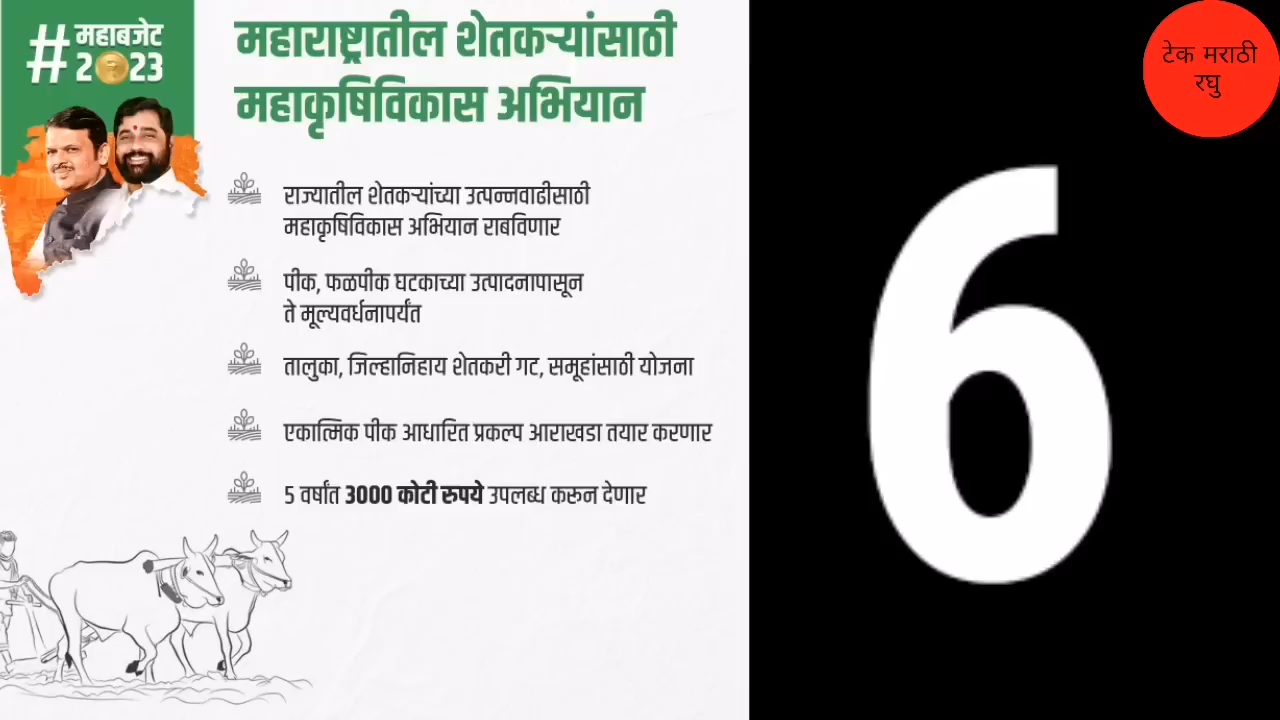 #महाबजेट
2023
महाराष्ट्रातील शेतकऱ्यांसाठी
महाकृषिविकास अभियान
राज्यातील शेतकऱ्यांच्या उत्पन्नवाढीसाठी
महाकृषिविकास अभियान राबविणार
पीक, फळपीक घटकाच्या उत्पादनापासून
ते मूल्यवर्धनापर्यंत
तालुका, जिल्हानिहाय शेतकरी गट, समूहांसाठी योजना
एकात्मिक पीक आधारित प्रकल्प आराखडा तयार करणार
5 वर्षांत 3000 कोटी रुपये उपलब्ध करून देणार
6
टेक मराठी
रघु